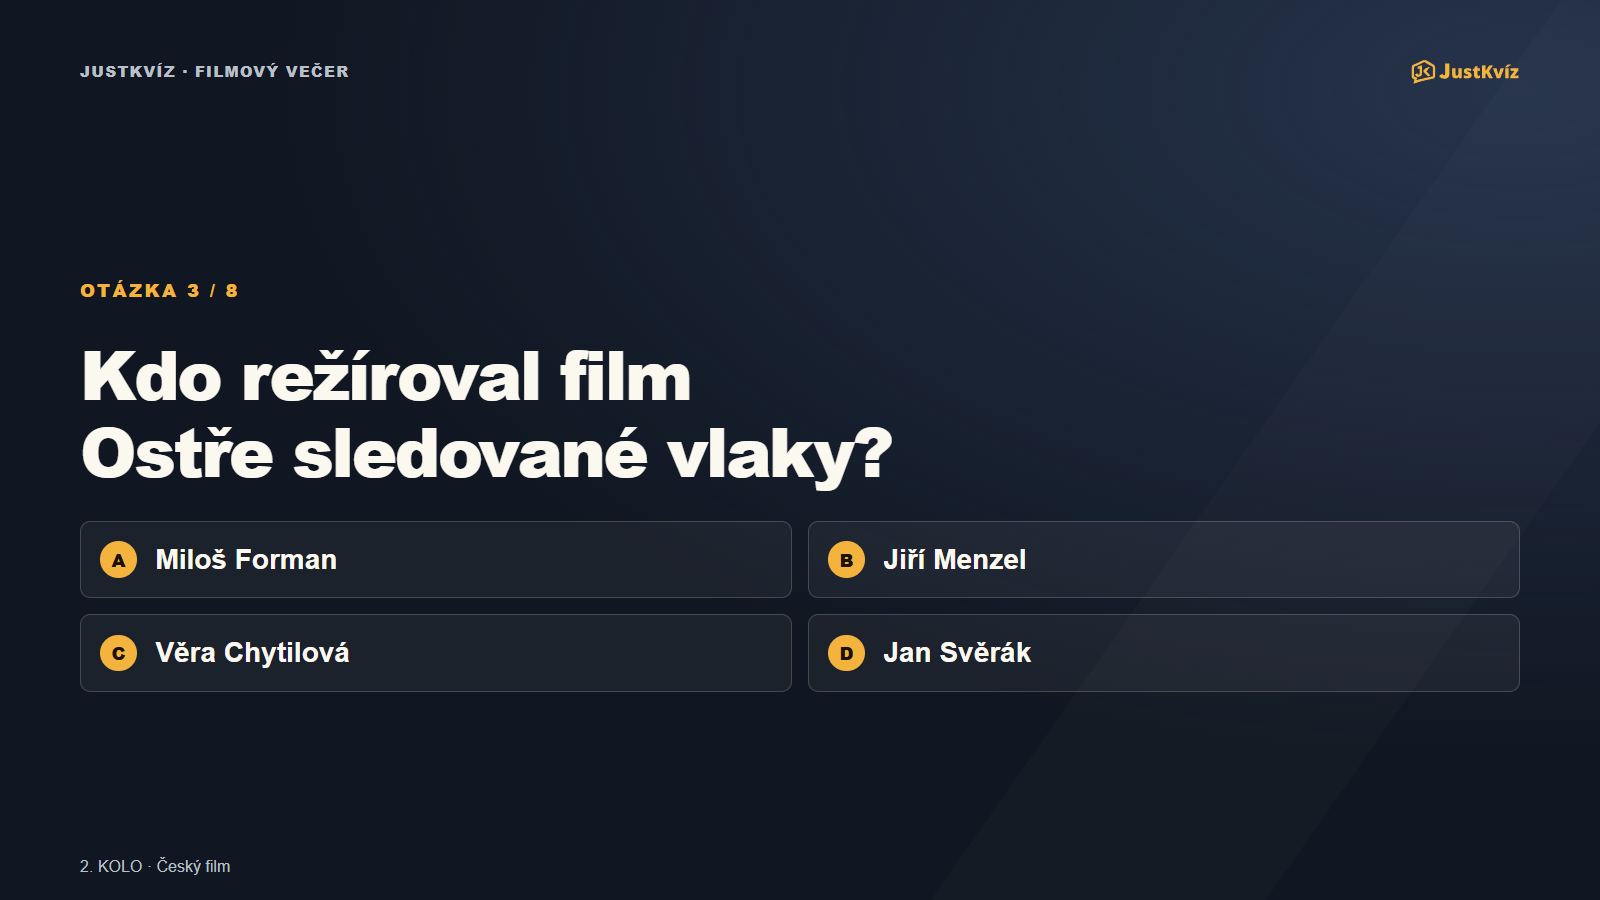 JUSTKVÍZ · FILMOVÝ VEČER
JK JustKvíz
OTÁZKA 3 / 8
Kdo režíroval film
Ostře sledované vlaky?
A Miloš Forman
B Jiří Menzel
C Věra Chytilová
D Jan Svěrák
2. KOLO · Český film